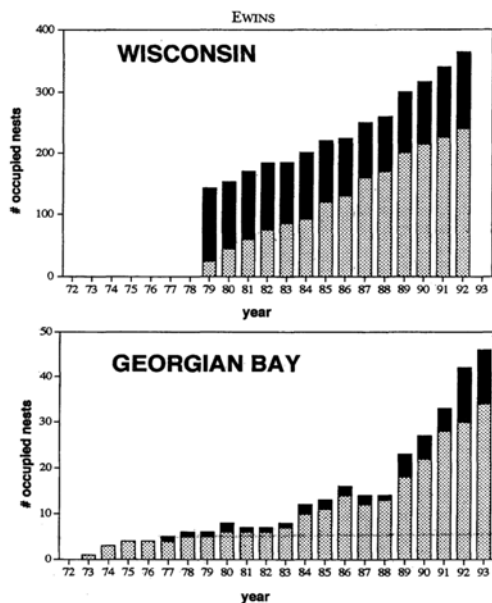 EWINS
WISCONSIN
400
300
200
100
0
# occupied nests
72 73 74 75 76 77 78 79 80 81 82 83 84 85 86 87 88 89 90 91 92 93
year
GEORGIAN BAY
50
40
30
20
10
0
# occupied nests
72 73 74 75 76 77 78 79 80 81 82 83 84 85 86 87 88 89 90 91 92 93
year